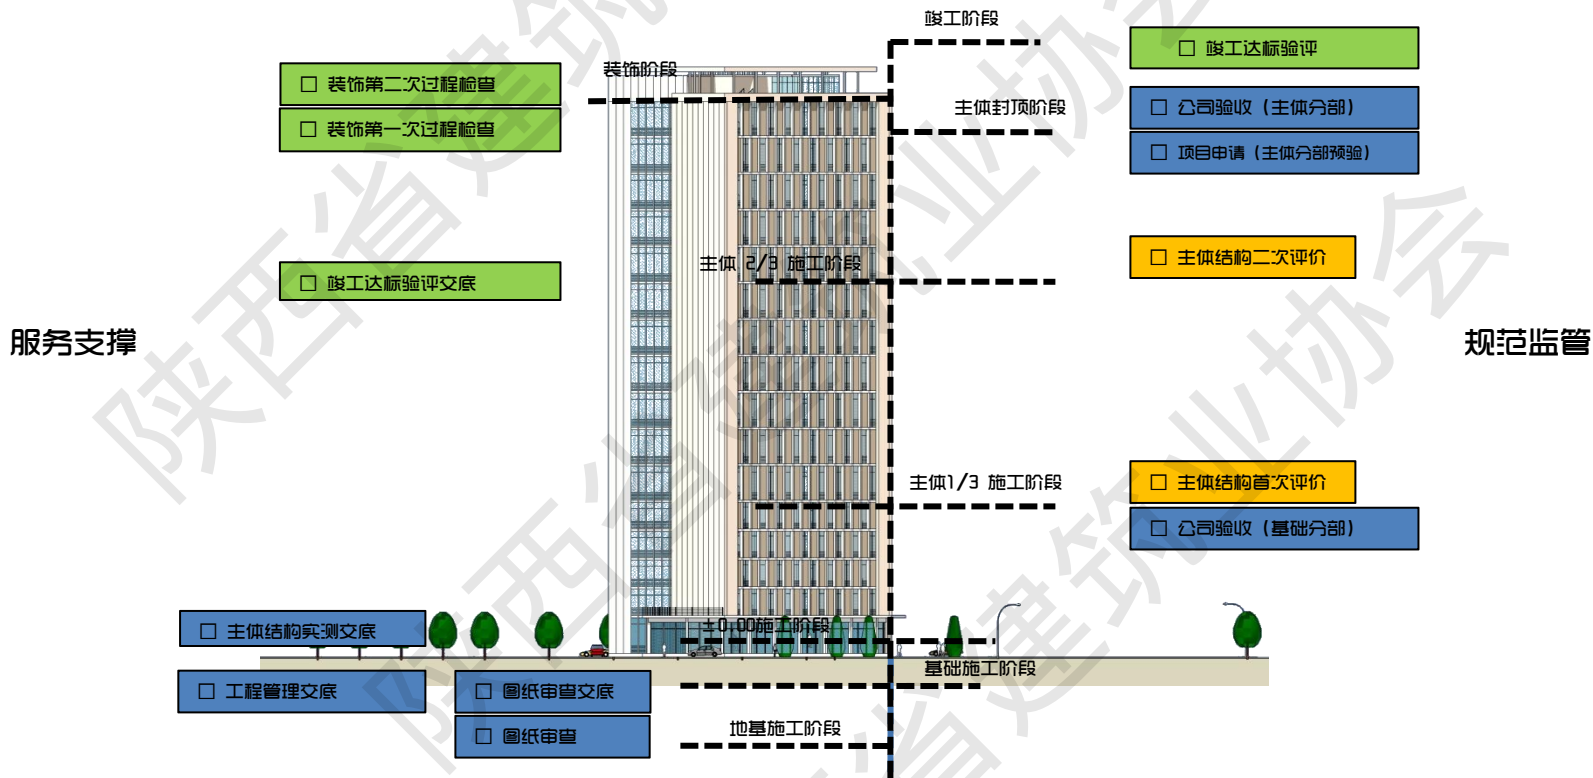 竣工阶段
□ 竣工达标验评
装饰阶段
□ 装饰第二次过程检查
主体封顶阶段
□ 公司验收（主体分部）
□ 装饰第一次过程检查
□ 项目申请（主体分部预验）
主体 2/3 施工阶段
□ 主体结构二次评价
□ 竣工达标验评交底
服务支撑
规范监管
主体1/3 施工阶段
□ 主体结构首次评价
□ 公司验收（基础分部）
□ 主体结构实测交底
±0.00施工阶段
基础施工阶段
□ 工程管理交底
□ 图纸审查交底
□ 图纸审查
地基施工阶段
陕西省建筑业协会
陕西省建筑业协会